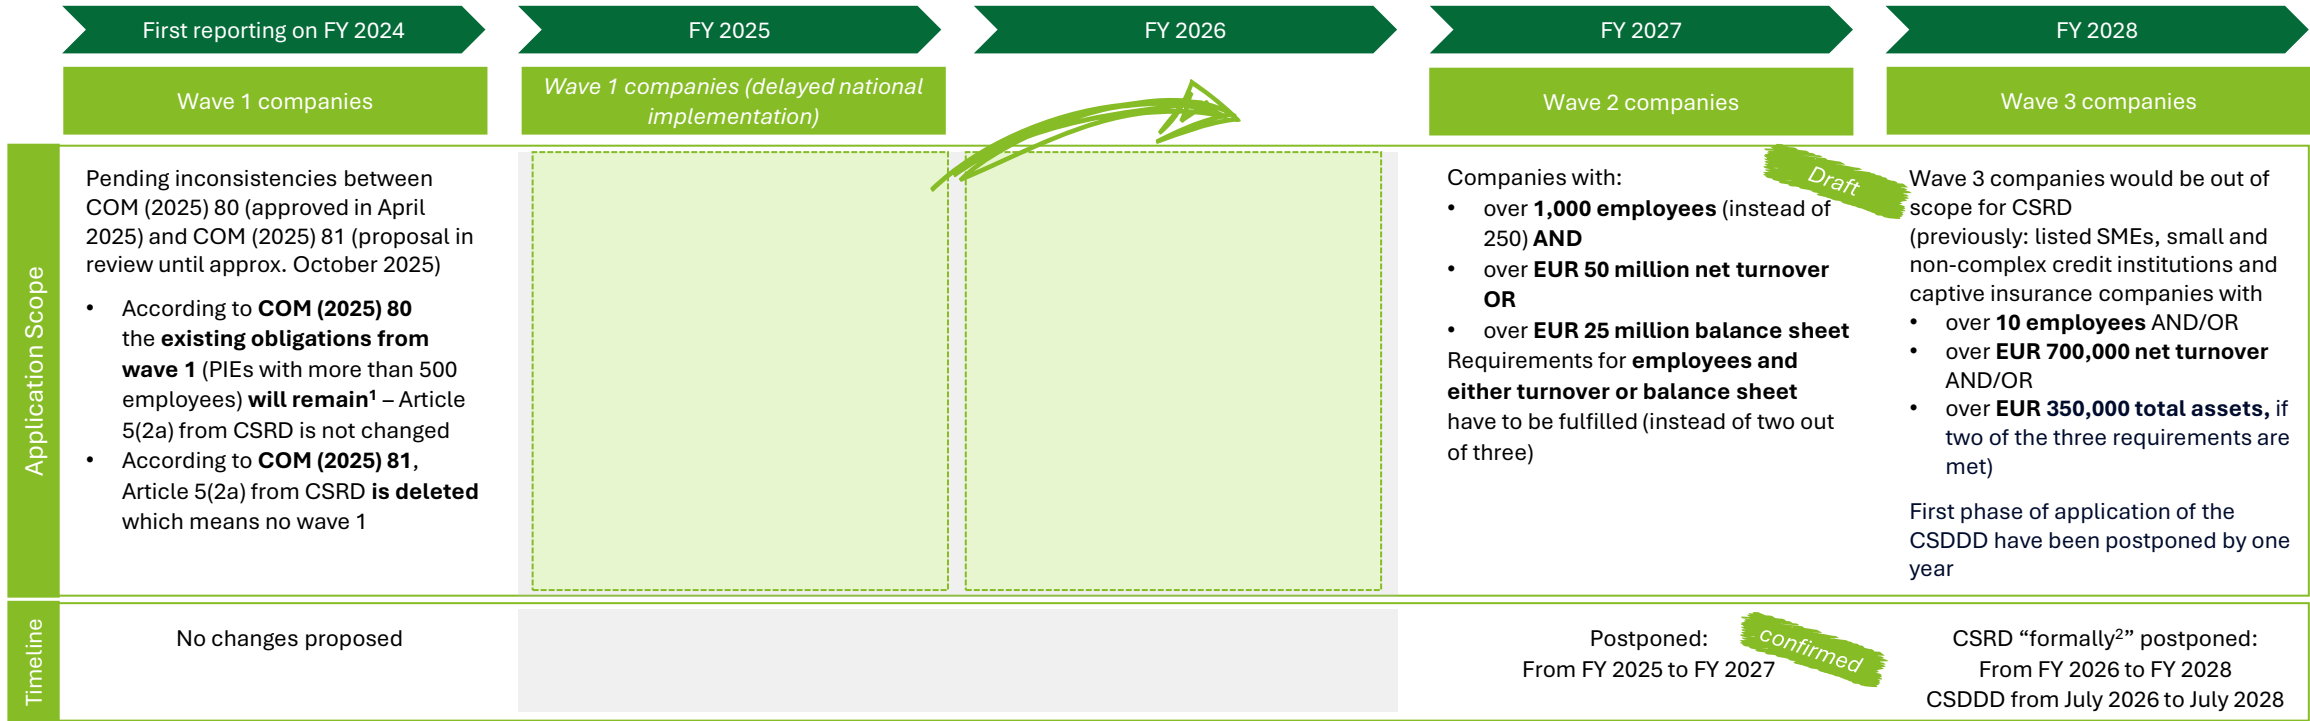 First reporting on FY 2024
FY 2025
FY 2026
FY 2027
FY 2028
Wave 1 companies
Wave 1 companies (delayed national
implementation)
Wave 2 companies
Wave 3 companies
Application Scope
Pending inconsistencies between
COM (2025) 80 (approved in April
2025) and COM (2025) 81 (proposal in
review until approx. October 2025)
• According to COM (2025) 80
the existing obligations from
wave 1 (PIEs with more than 500
employees) will remain¹ – Article
5(2a) from CSRD is not changed
• According to COM (2025) 81,
Article 5(2a) from CSRD is deleted
which means no wave 1
Companies with:
• over 1,000 employees (instead of
250) AND
• over EUR 50 million net turnover
OR
• over EUR 25 million balance sheet
Requirements for employees and
either turnover or balance sheet
have to be fulfilled (instead of two out
of three)
Draft
Wave 3 companies would be out of
scope for CSRD
(previously: listed SMEs, small and
non-complex credit institutions and
captive insurance companies with
• over 10 employees AND/OR
• over EUR 700,000 net turnover
AND/OR
• over EUR 350,000 total assets, if
two of the three requirements are
met)
First phase of application of the
CSDDD have been postponed by one
year
Timeline
No changes proposed
Postponed:
From FY 2025 to FY 2027
confirmed
CSRD “formally²” postponed:
From FY 2026 to FY 2028
CSDDD from July 2026 to July 2028